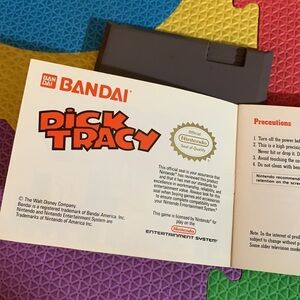 BAN
DAI
BANDAI
DICK
TRACY
Official
Nintendo
Seal of Quality
This official seal is your assurance that
Nintendo® has reviewed this product
and that it has met our standards for
excellence in workmanship, reliability and
entertainment value. Always look for this seal
when buying games and accessories
to ensure complete compatibility with
your Nintendo Entertainment System.
This game is licensed by Nintendo® for
play on the
Nintendo
ENTERTAINMENT SYSTEM®
© The Walt Disney Company
Bandai is a registered trademark of Bandai America Inc.
Nintendo and Nintendo Entertainment System are
Trademarks of Nintendo of America Inc.
Precautions
1. Turn off the power be
2. This is a high precisi
Never hit or drop it. D
3. Avoid touching the con
4. Do not clean with ben
Nintendo recomme
retention on the scree
Note: In the interest of prod
subject to change without p
Some older television models